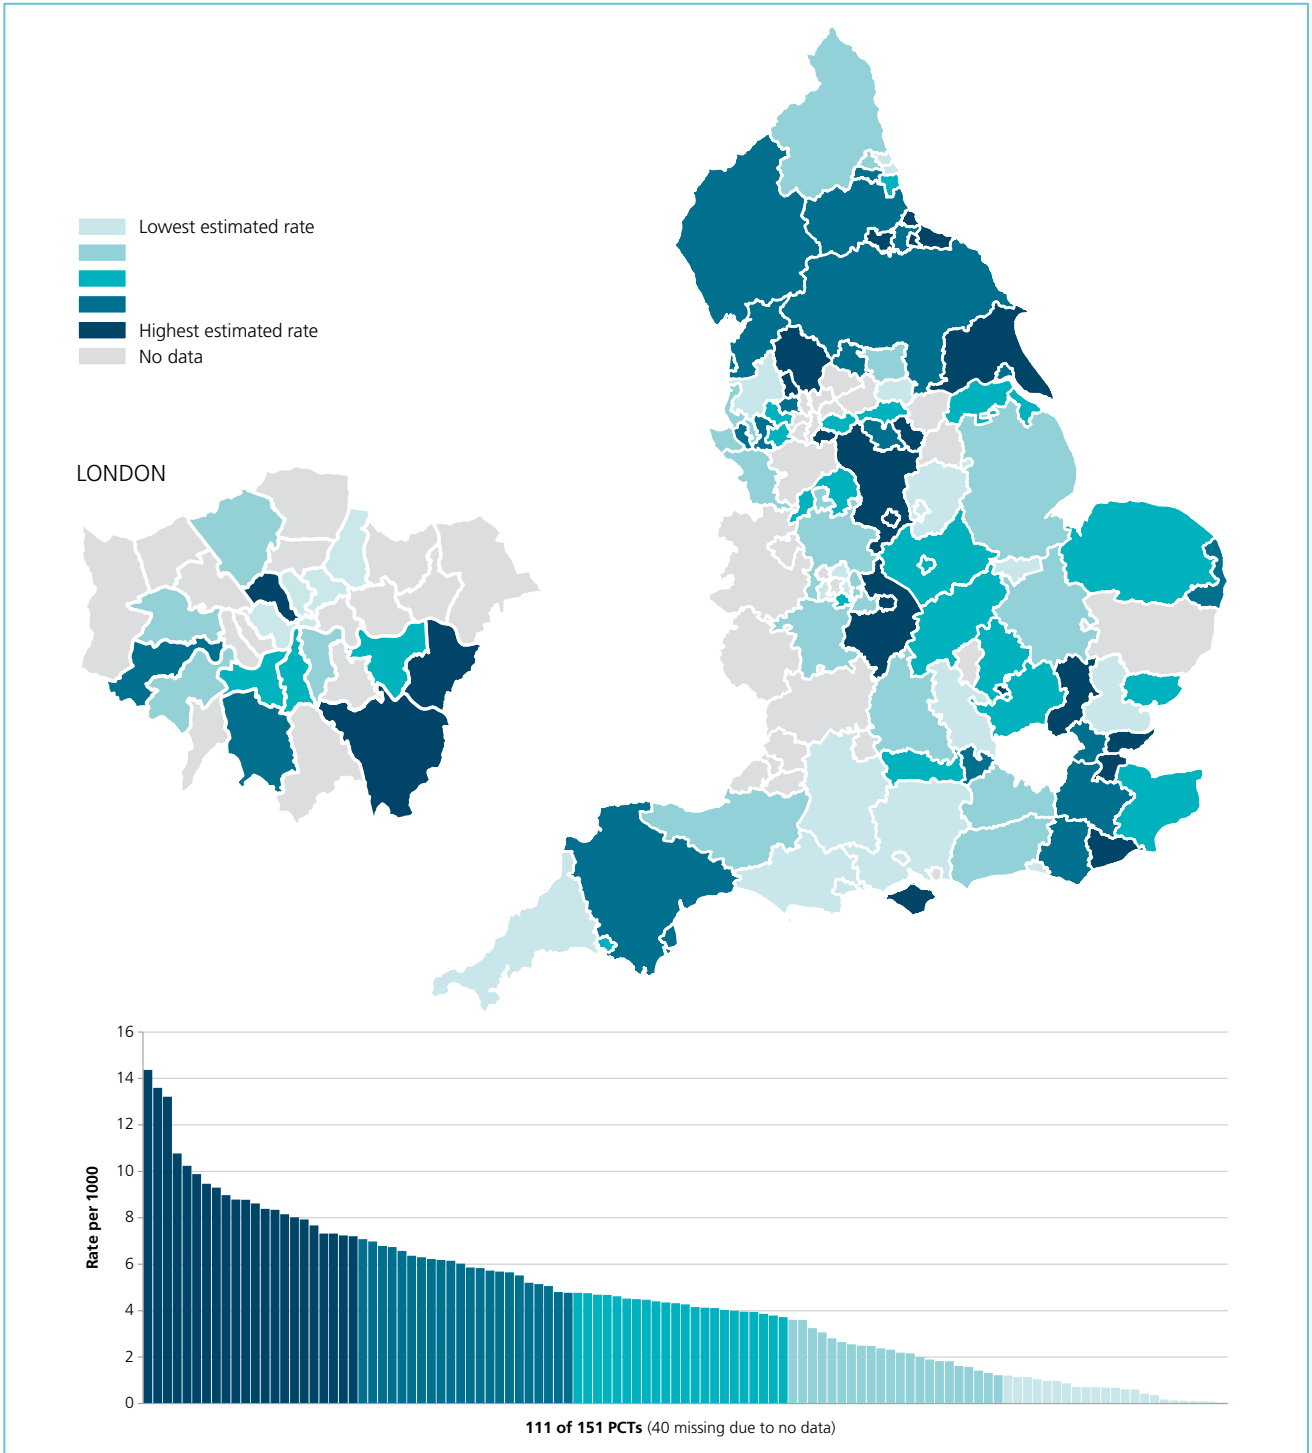 Lowest estimated rate
Highest estimated rate
No data
LONDON
16
14
12
10
8
6
4
2
0
Rate per 1000
111 of 151 PCTs (40 missing due to no data)